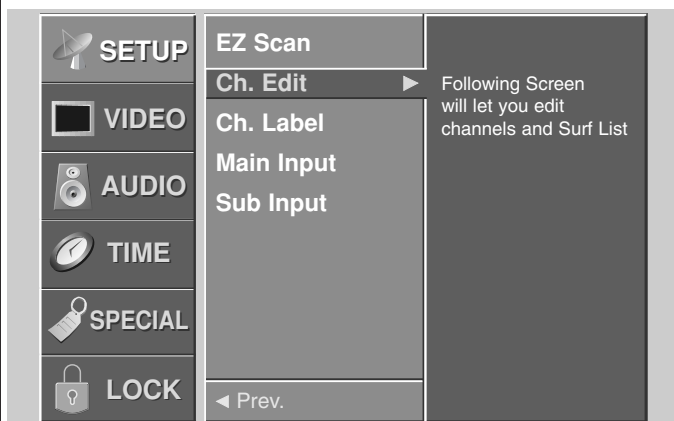 SETUP
VIDEO
AUDIO
TIME
SPECIAL
LOCK
EZ Scan
Ch. Edit ▶
Ch. Label
Main Input
Sub Input
◀ Prev.
Following Screen
will let you edit
channels and Surf List